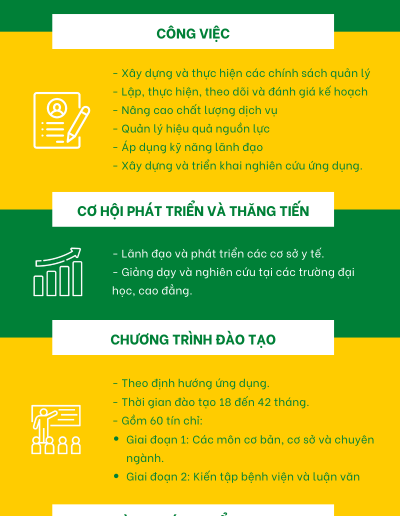 CÔNG VIỆC
- Xây dựng và thực hiện các chính sách quản lý
- Lập, thực hiện, theo dõi và đánh giá kế hoạch
- Nâng cao chất lượng dịch vụ
- Quản lý hiệu quả nguồn lực
- Áp dụng kỹ năng lãnh đạo
- Xây dựng và triển khai nghiên cứu ứng dụng.
CƠ HỘI PHÁT TRIỂN VÀ THĂNG TIẾN
- Lãnh đạo và phát triển các cơ sở y tế.
- Giảng dạy và nghiên cứu tại các trường đại
học, cao đẳng.
CHƯƠNG TRÌNH ĐÀO TẠO
- Theo định hướng ứng dụng.
- Thời gian đào tạo 18 đến 42 tháng.
- Gồm 60 tín chỉ:
• Giai đoạn 1: Các môn cơ bản, cơ sở và chuyên
ngành.
• Giai đoạn 2: Kiến tập bệnh viện và luận văn